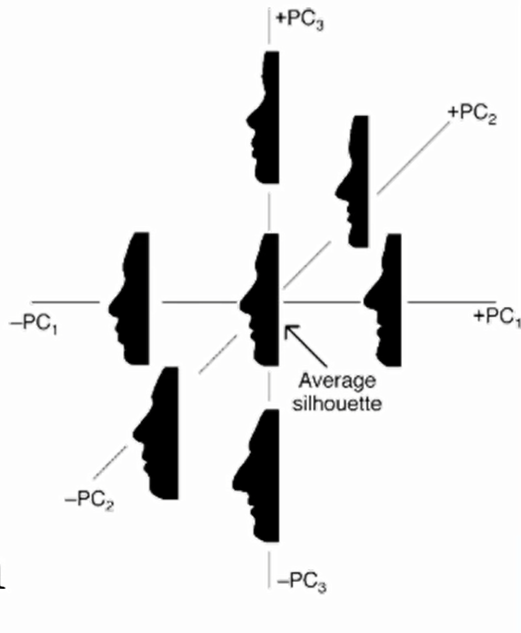 +PC3
+PC2
–PC1
+PC1
Average
silhouette
–PC2
–PC3